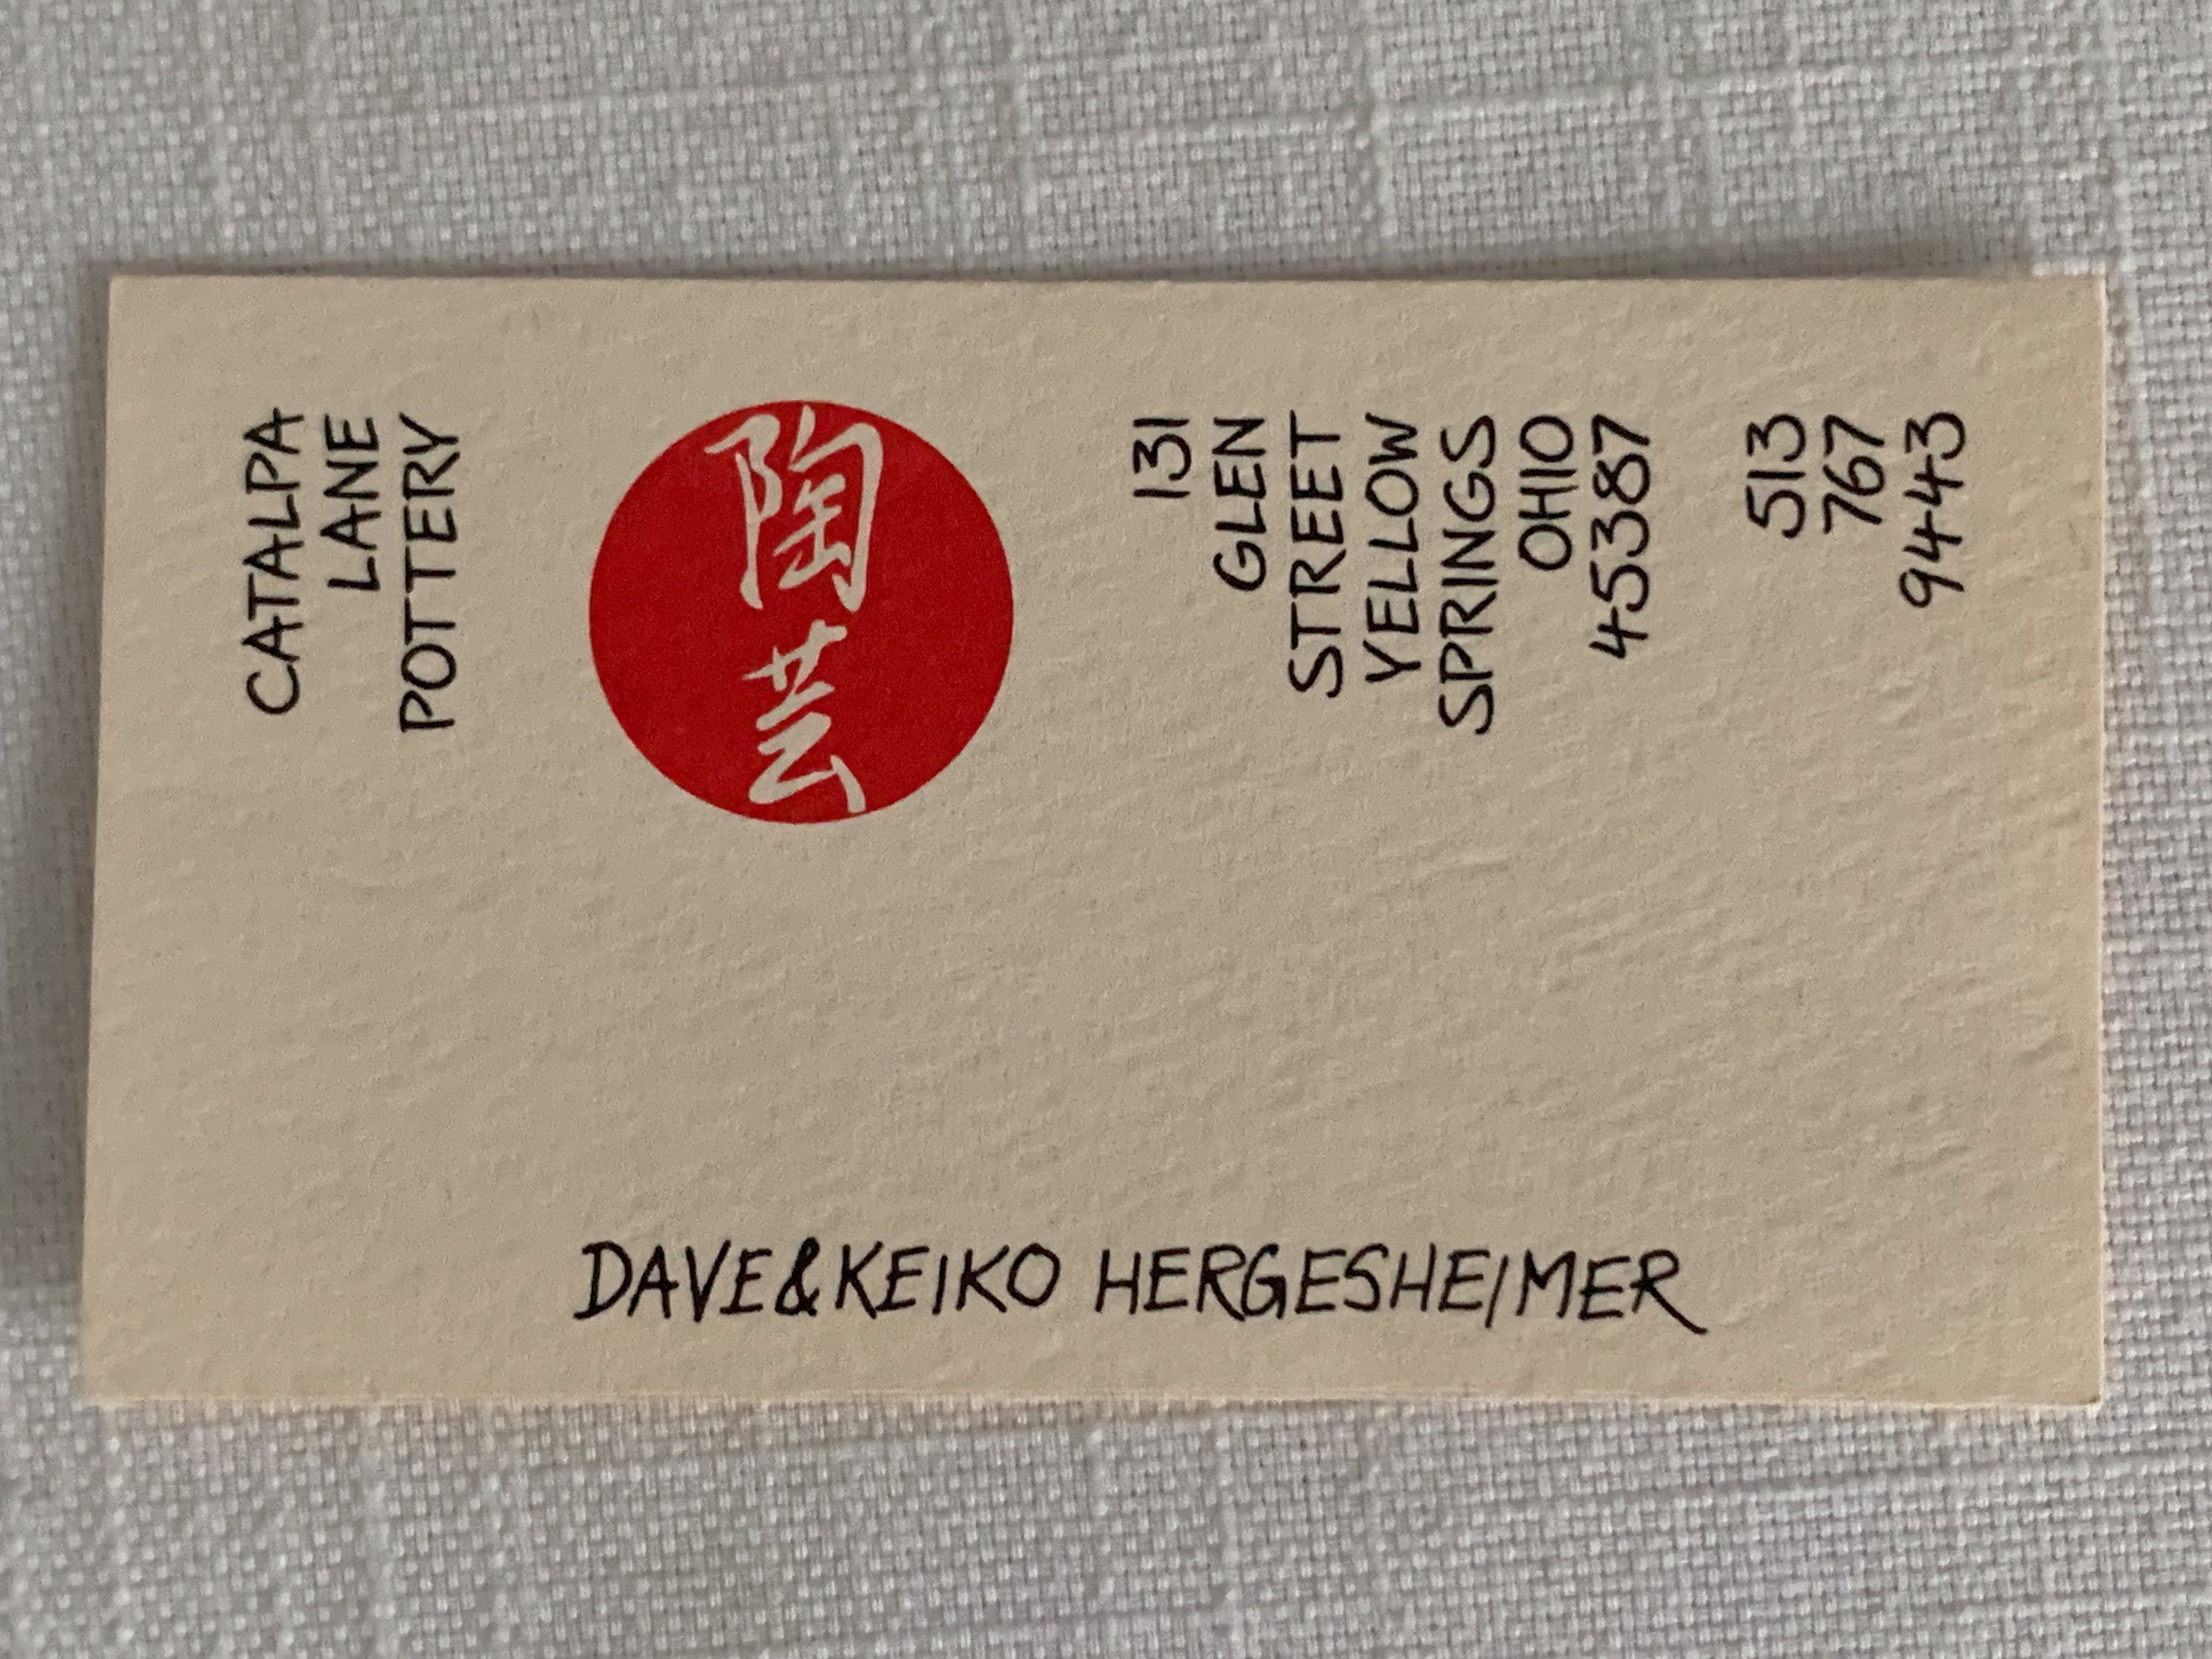 CATALPA
LANE
POTTERY
陶芸
131
GLEN
STREET
YELLOW
SPRINGS
OHIO
45387
513
767
9443
DAVE&KEIKO HERGESHEIMER